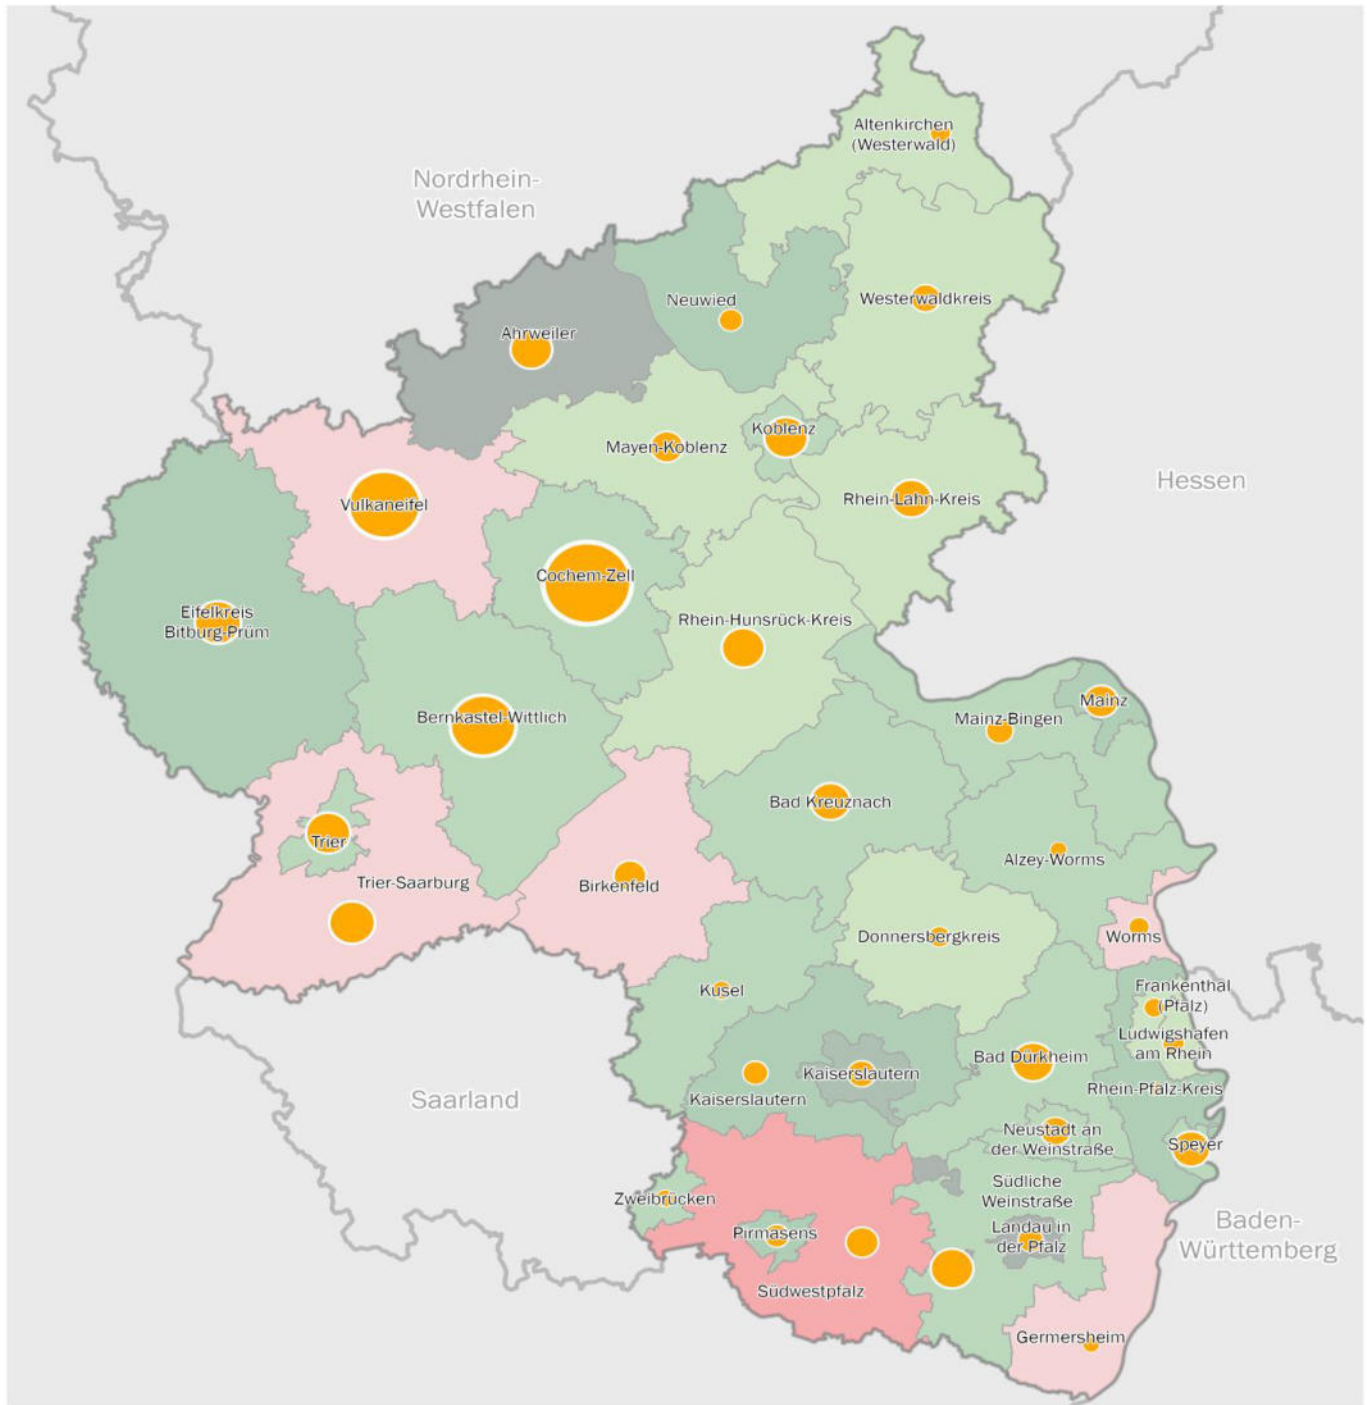 Altenkirchen
(Westerwald)
Nordrhein-
Westfalen
Neuwied
Westerwaldkreis
Ahrweiler
Koblenz
Mayen-Koblenz
Hessen
Rhein-Lahn-Kreis
Vulkaneifel
Cochem-Zell
Eifelkreis
Bitburg-Prüm
Rhein-Hunsrück-Kreis
Mainz
Bernkastel-Wittlich
Mainz-Bingen
Bad Kreuznach
Trier
Alzey-Worms
Trier-Saarburg
Birkenfeld
Donnersbergkreis
Worms
Kusel
Frankenthal
(Pfalz)
Ludwigshafen
am Rhein
Bad Dürkheim
Kaiserslautern
Rhein-Pfalz-Kreis
Kaiserslautern
Saarland
Neustadt an
der Weinstraße
Speyer
Südliche
Weinstraße
Zweibrücken
Landau in
der Pfalz
Pirmasens
Baden-
Württemberg
Südwestpfalz
Germersheim